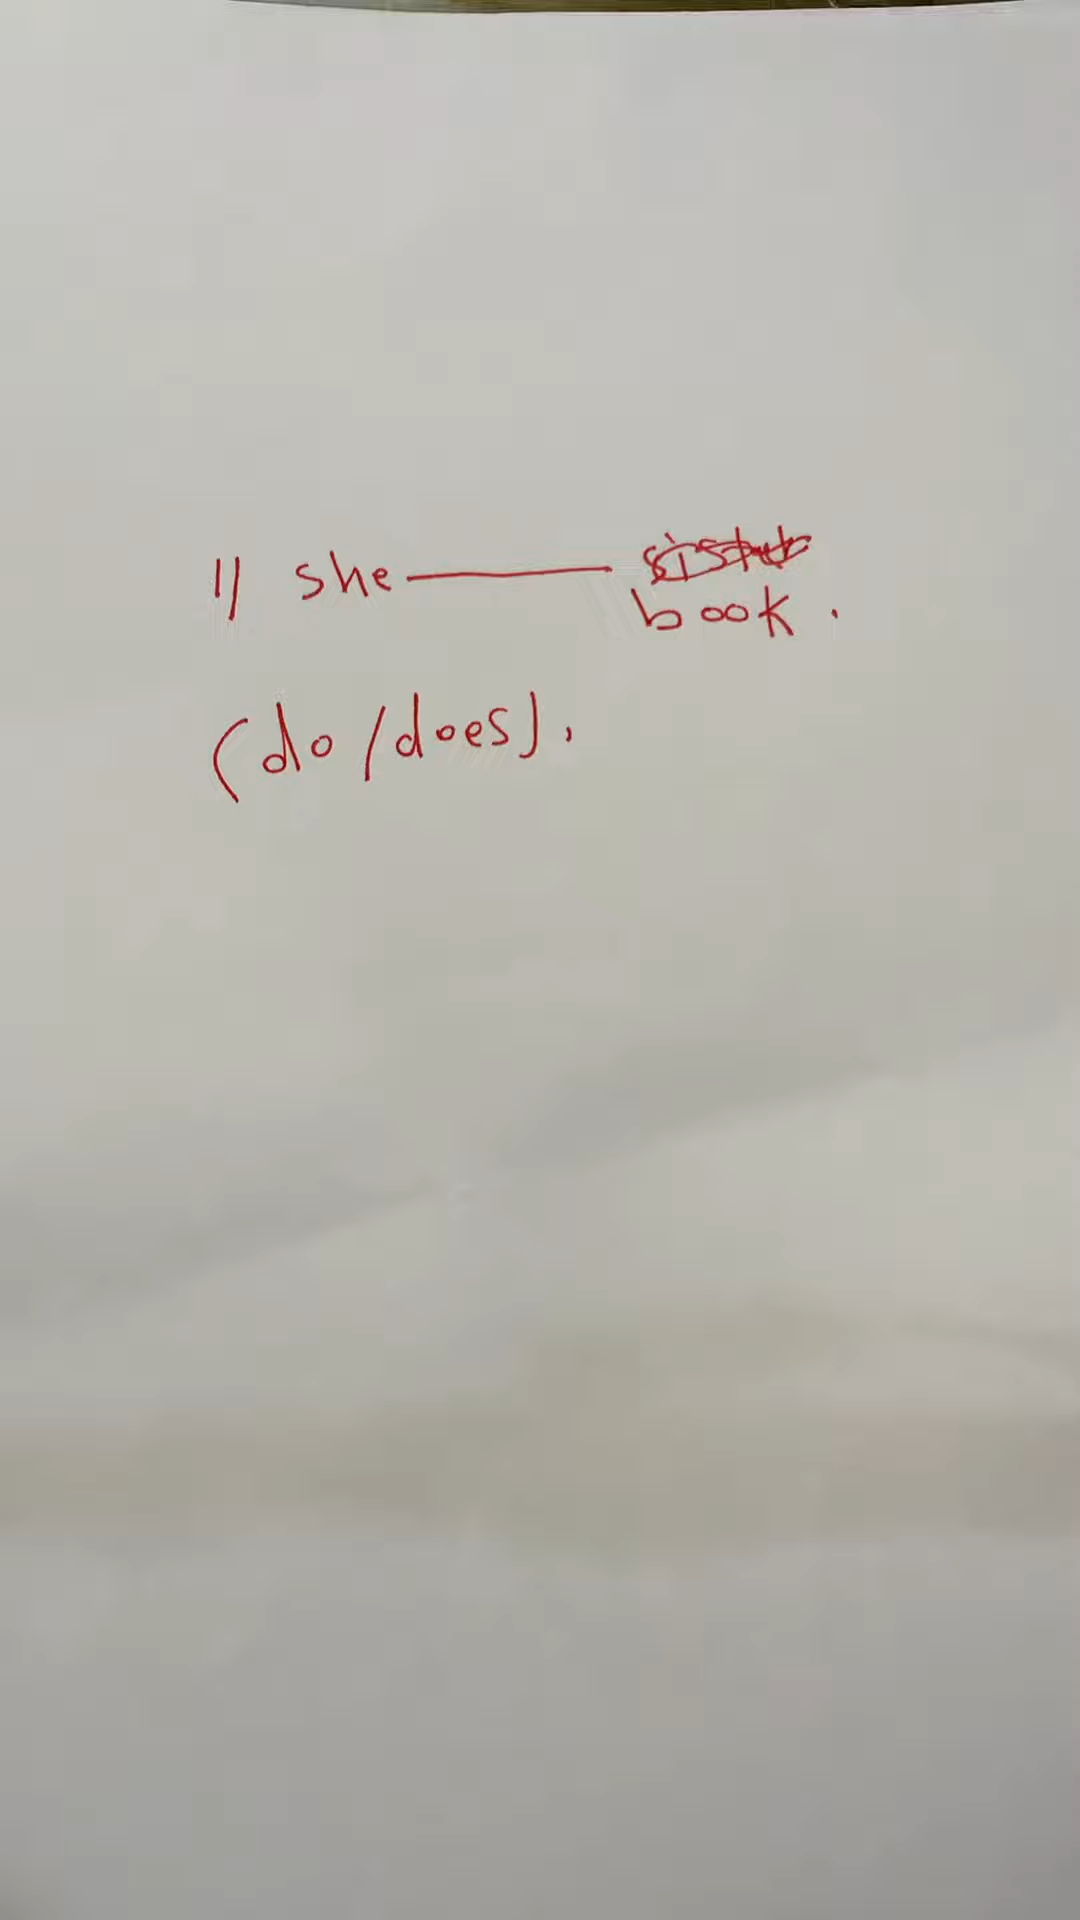 1) she ———— 
book.
(do/does).